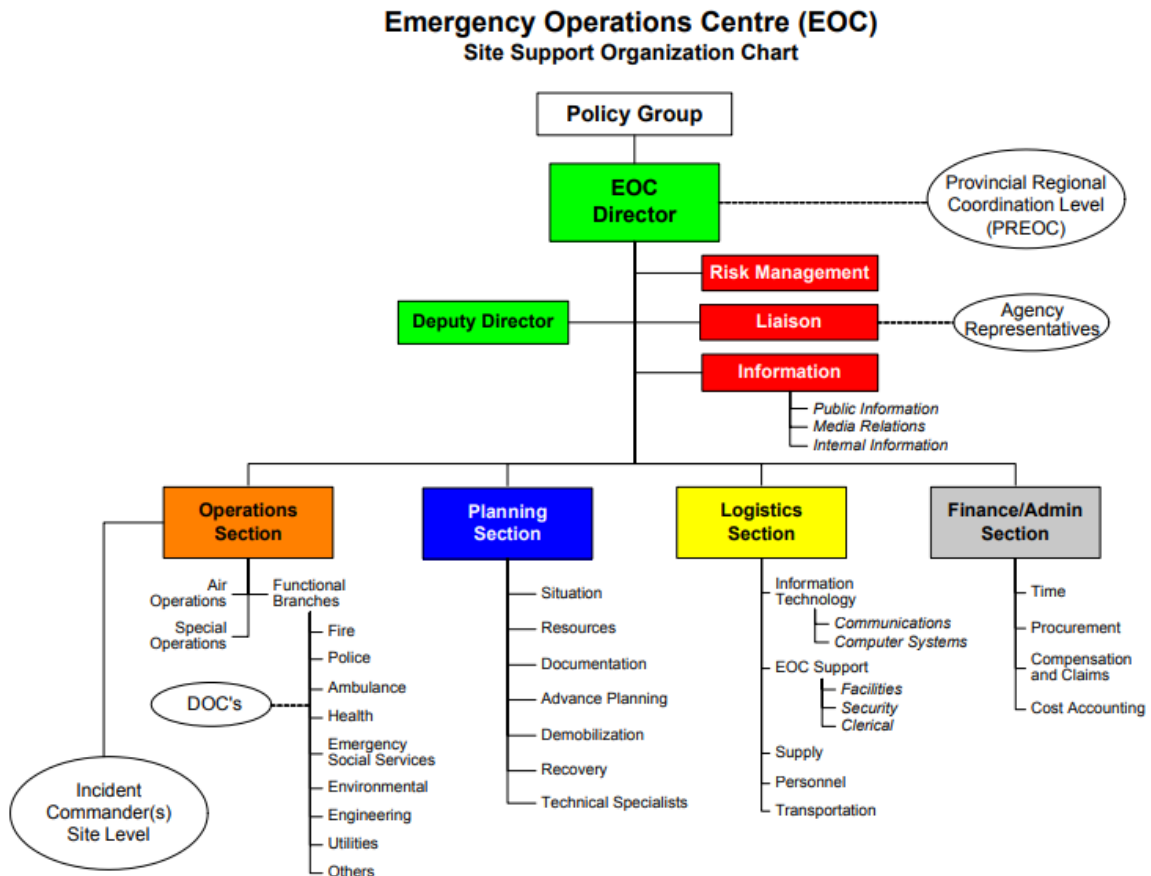 Emergency Operations Centre (EOC)
Site Support Organization Chart
Policy Group
EOC
Director
Provincial Regional
Coordination Level
(PREOC)
Risk Management
Deputy Director
Liaison
Agency
Representatives
Information
Public Information
Media Relations
Internal Information
Operations
Section
Air
Operations
Special
Operations
Functional
Branches
Fire
Police
Ambulance
Health
Emergency
Social Services
Environmental
Engineering
Utilities
Others
DOC's
Incident
Commander(s)
Site Level
Planning
Section
Situation
Resources
Documentation
Advance Planning
Demobilization
Recovery
Technical Specialists
Logistics
Section
Information
Technology
Communications
Computer Systems
EOC Support
Facilities
Security
Clerical
Supply
Personnel
Transportation
Finance/Admin
Section
Time
Procurement
Compensation
and Claims
Cost Accounting